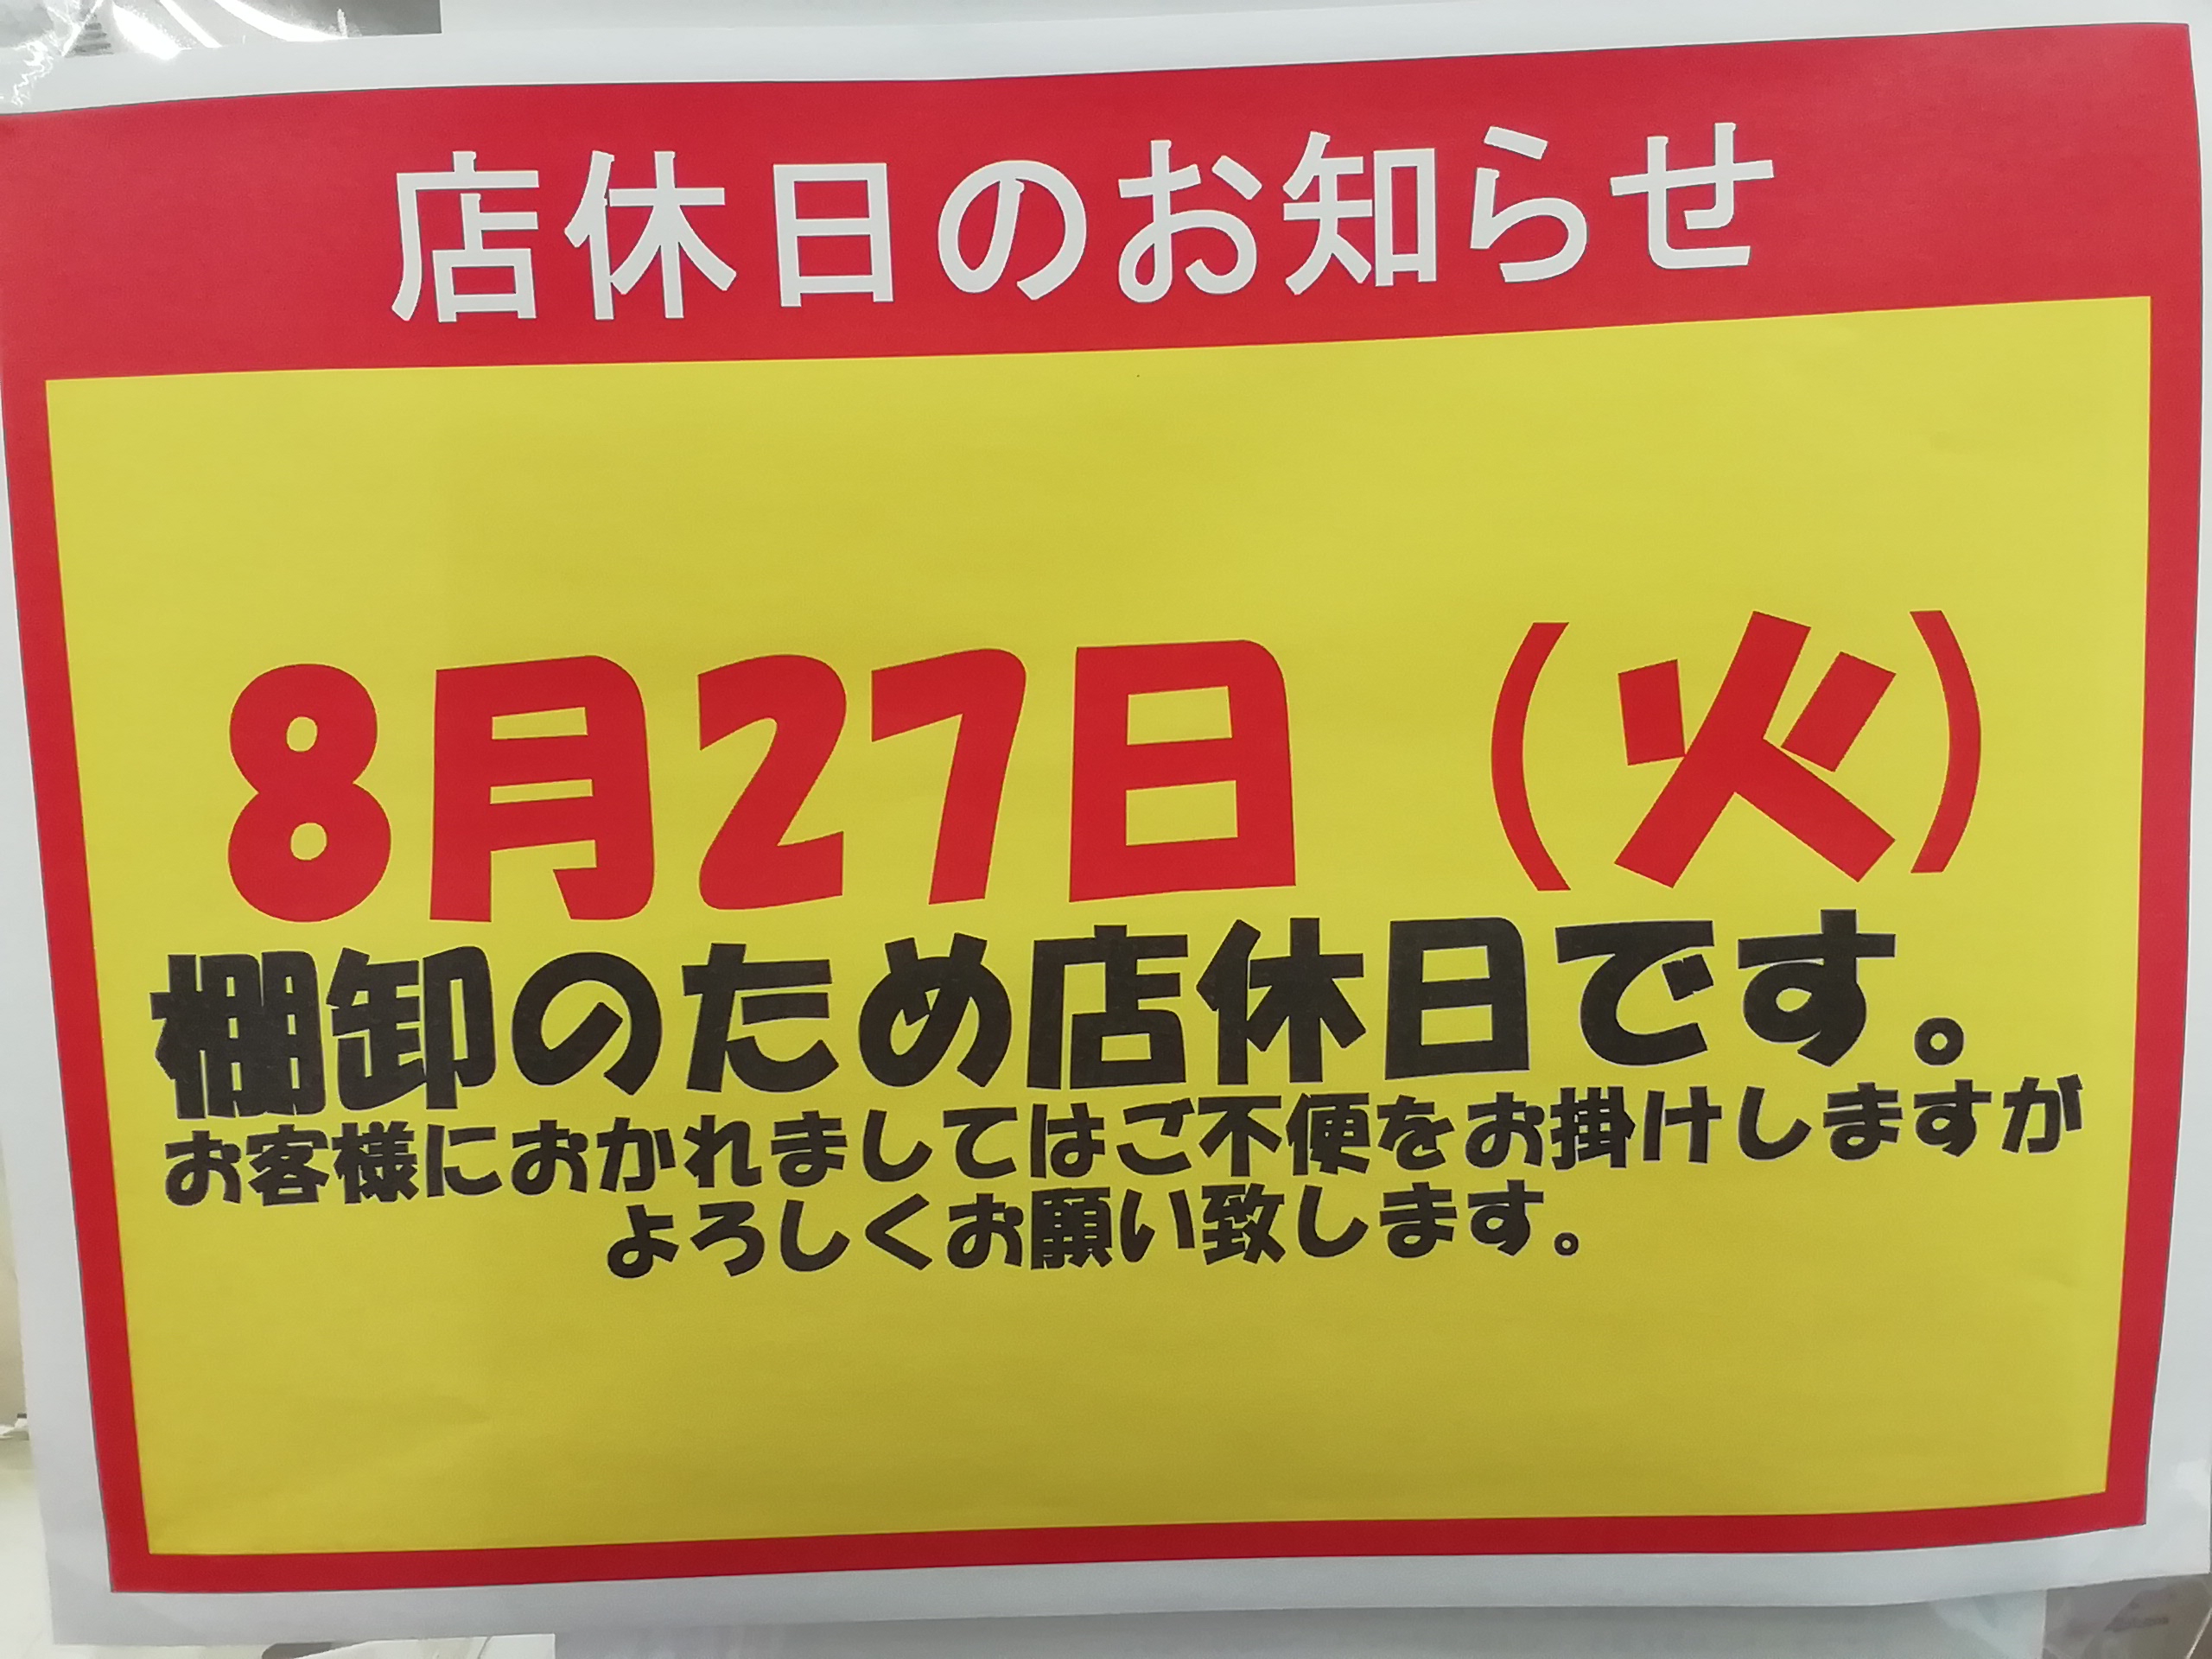 店休日のお知らせ
8月27日 （火）
棚卸のため店休日です。
お客様におかれましてはご不便をお掛けしますが
よろしくお願い致します。